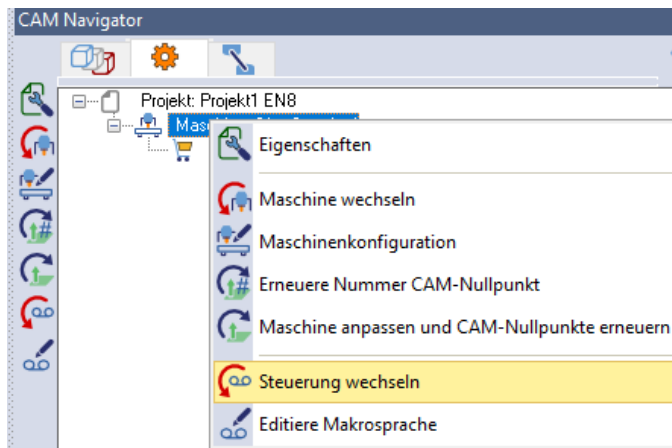 CAM Navigator
Projekt: Projekt1 EN8
Eigenschaften
Maschine wechseln
Maschinenkonfiguration
Erneuere Nummer CAM-Nullpunkt
Maschine anpassen und CAM-Nullpunkte erneuern
Steuerung wechseln
Editiere Makrosprache